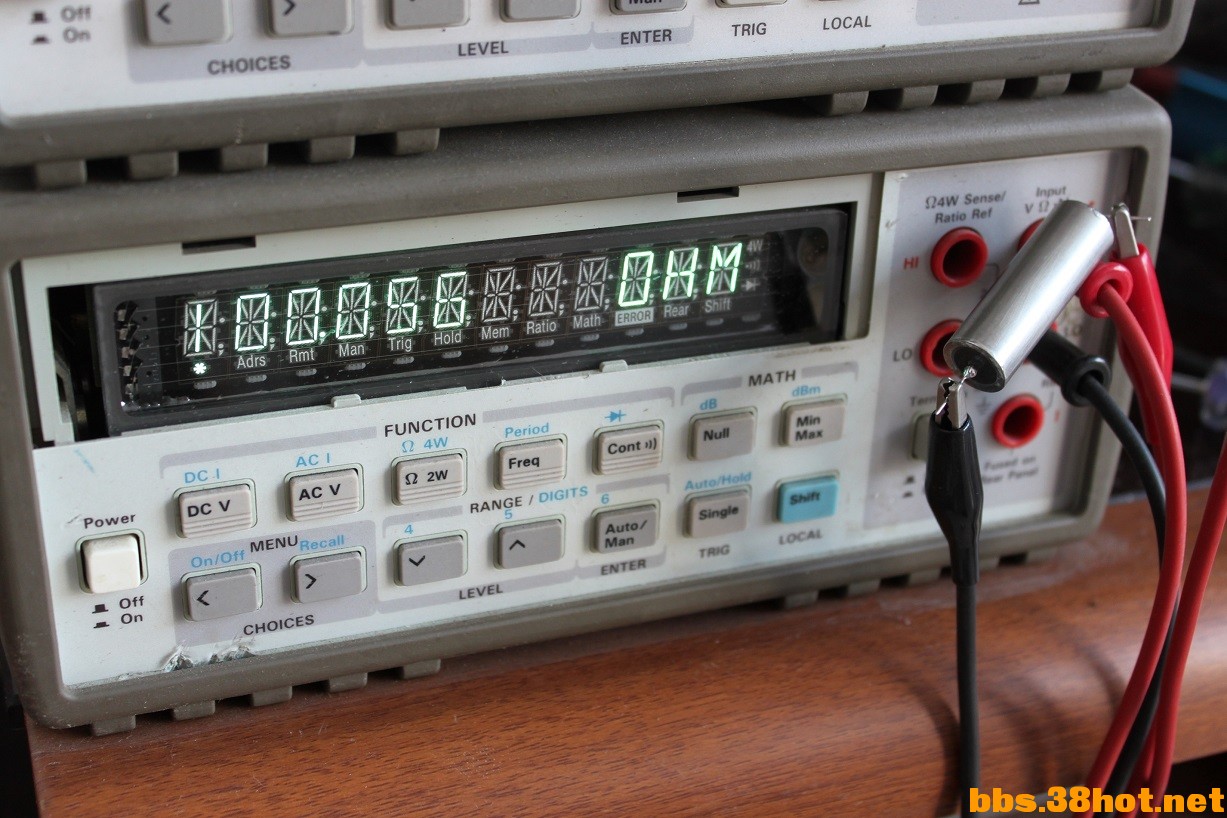 Off
On
<
>
CHOICES
LEVEL
Man
ENTER
TRIG
LOCAL
OHM
4W
* Adrs Rmt Man Trig Hold Mem Ratio Math ERROR Rear Shift
Ω4W Sense/
Ratio Ref
Input
V Ω
HI
LO
FUNCTION
MATH
DC I
AC I
Ω 4W
Period
dB
dBm
DC V
AC V
Ω 2W
Freq
Cont
Null
Min
Max
Power
MENU
RANGE / DIGITS
On/Off
Recall
4
5
6
Auto/Hold
<
>
Auto/
Man
Single
Shift
Off
On
CHOICES
LEVEL
ENTER
TRIG
LOCAL
bbs.38hot.net